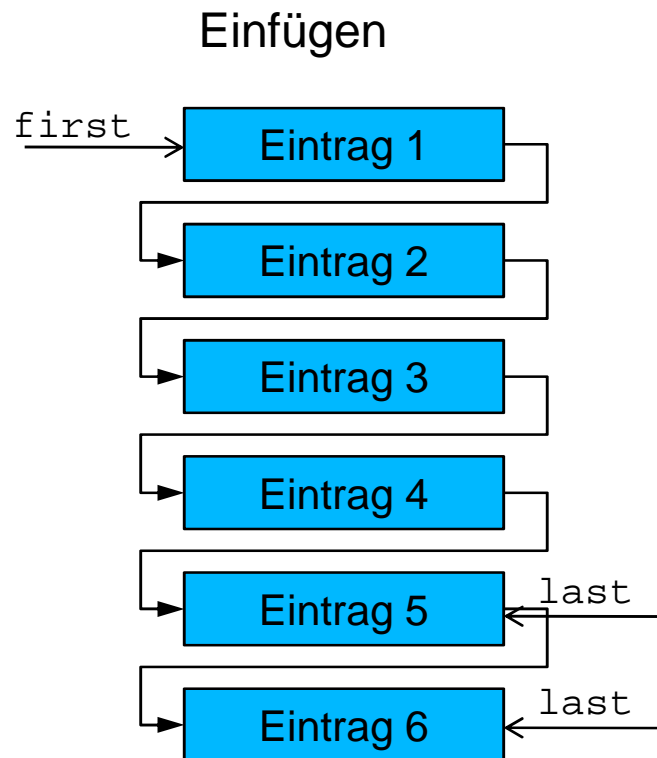 Einfügen
first
Eintrag 1
Eintrag 2
Eintrag 3
Eintrag 4
Eintrag 5
last
Eintrag 6
last